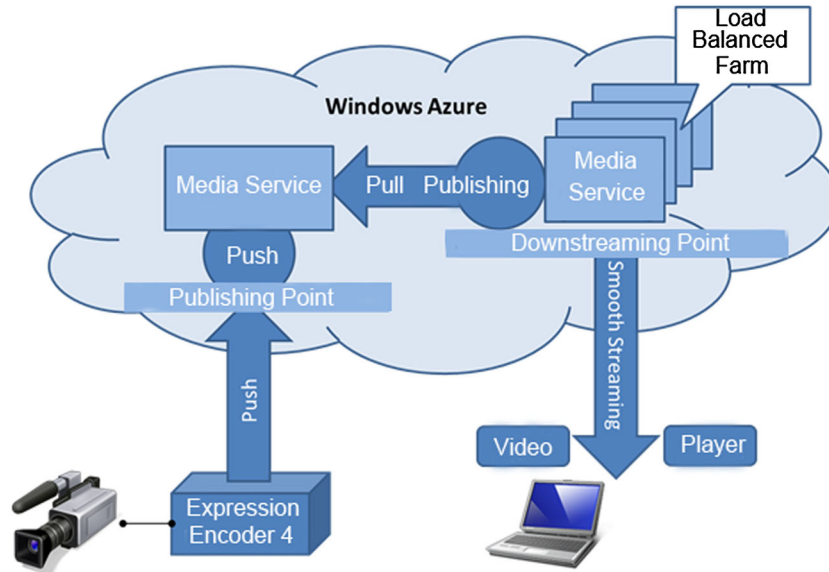 Load
Balanced
Farm
Windows Azure
Media Service
Pull Publishing
Media
Service
Push
Downstreaming Point
Publishing Point
Smooth Streaming
Push
Video
Player
Expression
Encoder 4